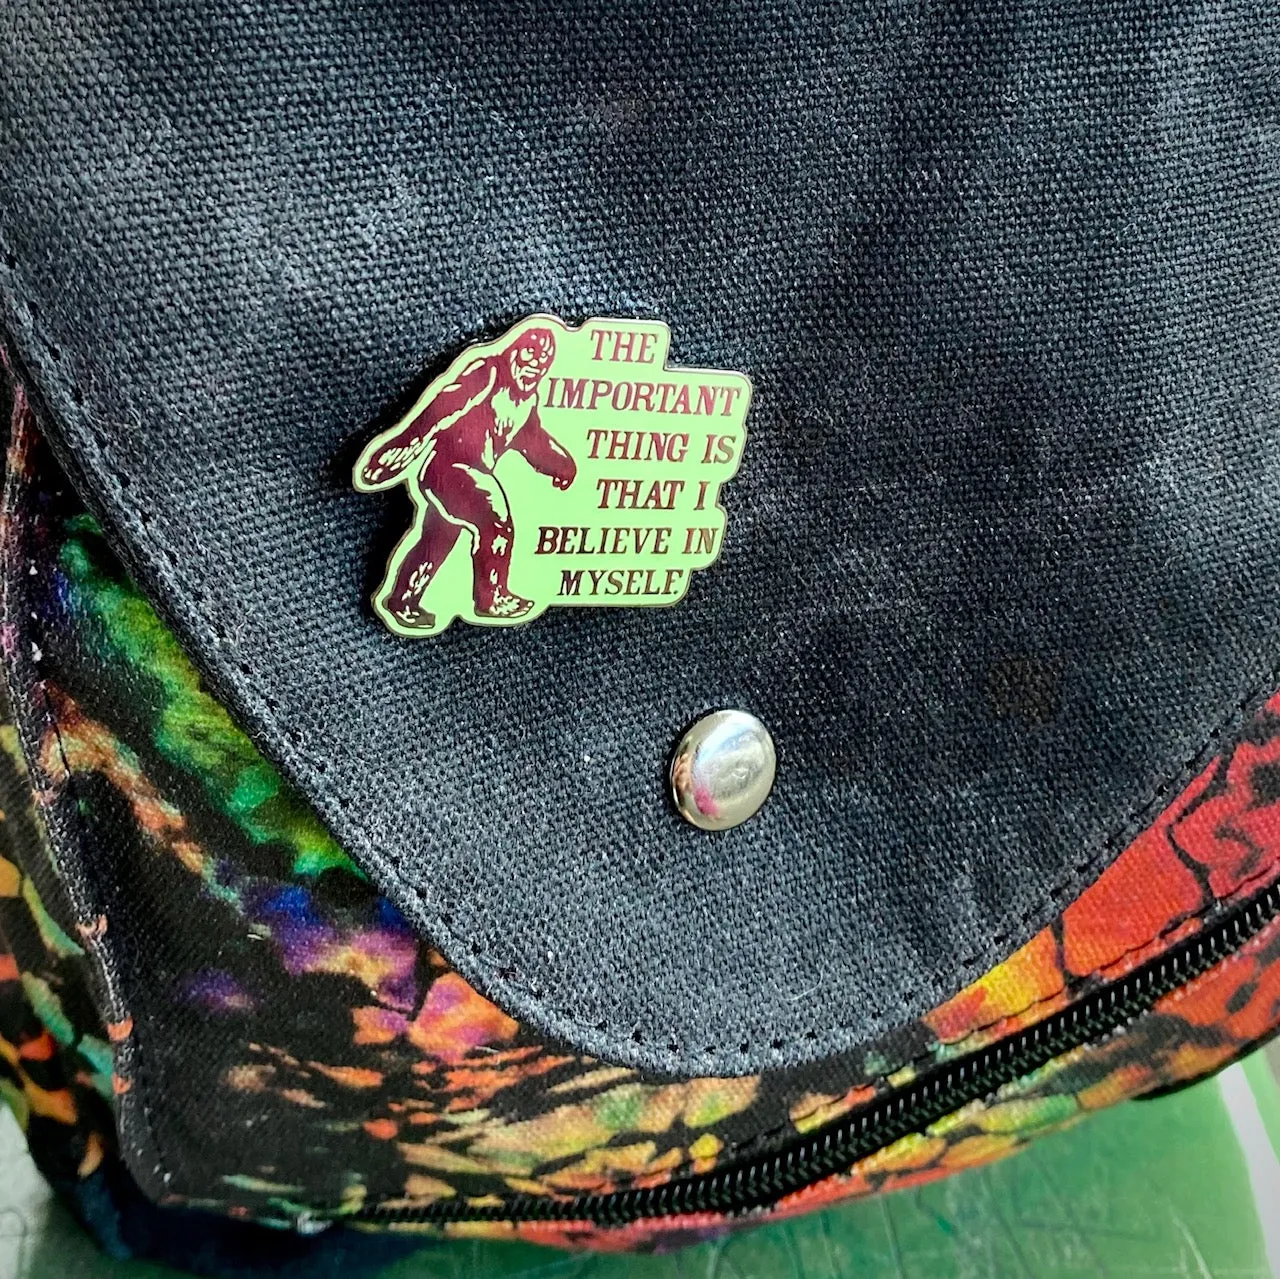 THE
IMPORTANT
THING IS
THAT I
BELIEVE IN
MYSELF.